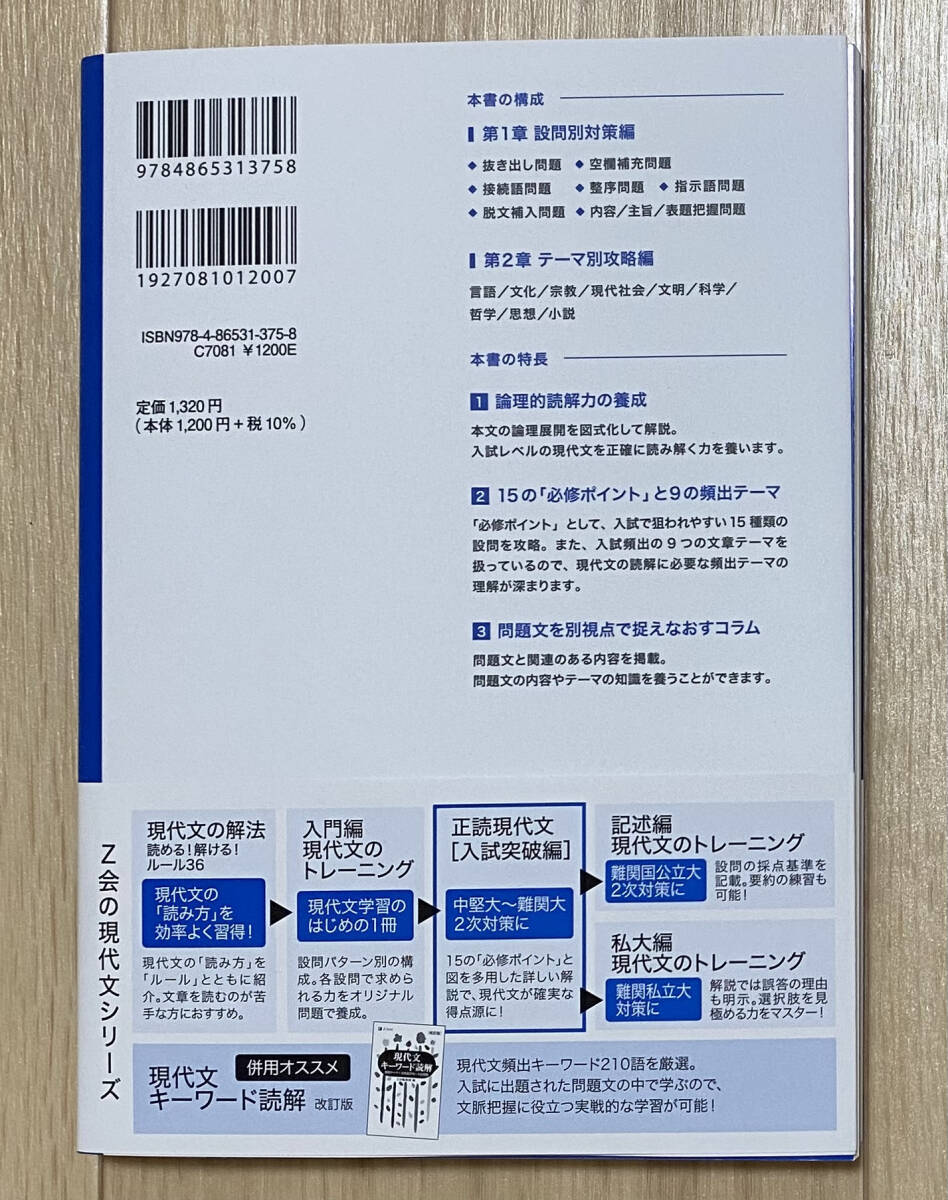 9784865313758
1927081012007
ISBN978-4-86531-375-8
C7081 ¥1200E
定価1,320円
(本体1,200円+税10%)
本書の構成
第1章 設問別対策編
◆ 抜き出し問題 ◆ 空欄補充問題
◆ 接続語問題 ◆ 整序問題 ◆ 指示語問題
◆ 脱文補入問題 ◆ 内容/主旨/表題把握問題
第2章 テーマ別攻略編
言語/文化/宗教/現代社会/文明/科学/
哲学/思想/小説
本書の特長
1 論理的読解力の養成
本文の論理展開を図式化して解説。
入試レベルの現代文を正確に読み解く力を養います。
2 15の「必修ポイント」と9の頻出テーマ
「必修ポイント」として、入試で狙われやすい15種類の
設問を攻略。また、入試頻出の9つの文章テーマを
扱っているので、現代文の読解に必要な頻出テーマの
理解が深まります。
3 問題文を別視点で捉えなおすコラム
問題文と関連のある内容を掲載。
問題文の内容やテーマの知識を養うことができます。
Z会の現代文シリーズ
現代文の解法
読める!解ける!
ルール36
現代文の
「読み方」を
効率よく習得!
現代文の「読み方」を
「ルール」とともに紹
介。文章を読むのが苦
手な方におすすめ。
入門編
現代文の
トレーニング
現代文学習の
はじめの1冊
設問パターン別の構
成。各設問で求めら
れる力をオリジナル
問題で養成。
正読現代文
[入試突破編]
中堅大〜難関大
2次対策に
15の「必修ポイント」と
図を多用した詳しい解
説で、現代文が確実な
得点源に!
記述編
現代文のトレーニング
難関国公立大
2次対策に
設問の採点基準を
記載。要約の練習も
可能!
私大編
現代文のトレーニング
難関私立大
対策に
解説では誤答の理由
も明示。選択肢を見
極める力をマスター!
併用オススメ
現代文
キーワード読解 改訂版
現代文
キーワード読解
現代文頻出キーワード210語を厳選。
入試に出題された問題文の中で学ぶので、
文脈把握に役立つ実戦的な学習が可能!